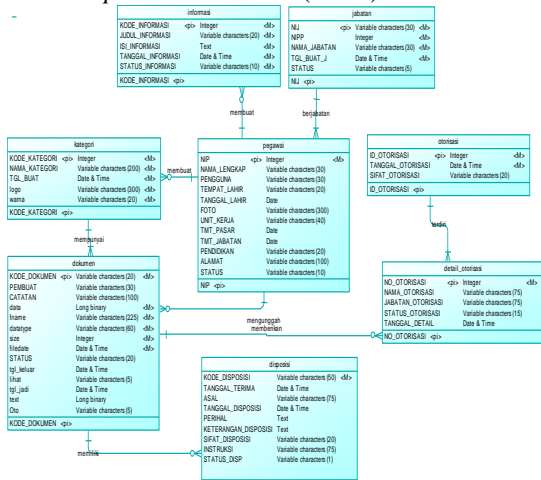 informasi
KODE_INFORMASI <pi> Integer <M>
JUDUL_INFORMASI Variable characters (20) <M>
ISI_INFORMASI Text <M>
TANGGAL_INFORMASI Date & Time <M>
STATUS_INFORMASI Variable characters (10) <M>
KODE_INFORMASI <pi>
jabatan
NIJ <pi> Variable characters (30) <M>
NIPP Integer <M>
NAMA_JABATAN Variable characters (30) <M>
TGL_BUAT_J Date & Time <M>
STATUS Variable characters (5)
NIJ <pi>
membuat
berjabatan
kategori
KODE_KATEGORI <pi> Integer <M>
NAMA_KATEGORI Variable characters (200) <M>
TGL_BUAT Date & Time <M>
logo Variable characters (300) <M>
warna Variable characters (20) <M>
KODE_KATEGORI <pi>
membuat
pegawai
NIP <pi> Integer <M>
NAMA_LENGKAP Variable characters (30)
PENGGUNA Variable characters (30)
TEMPAT_LAHIR Variable characters (20)
TANGGAL_LAHIR Date
FOTO Variable characters (300)
UNIT_KERJA Variable characters (40)
TMT_PASAR Date
TMT_JABATAN Date
PENDIDIKAN Variable characters (20)
ALAMAT Variable characters (100)
STATUS Variable characters (10)
NIP <pi>
otorisasi
ID_OTORISASI <pi> Integer <M>
TANGGAL_OTORISASI Date & Time <M>
SIFAT_OTORISASI Variable characters (20)
ID_OTORISASI <pi>
terdiri
mempunyai
dokumen
KODE_DOKUMEN <pi> Variable characters (20) <M>
PEMBUAT Variable characters (30)
CATATAN Variable characters (100)
data Long binary <M>
fname Variable characters (225) <M>
datatype Variable characters (60) <M>
size Integer <M>
filedate Date & Time <M>
STATUS Variable characters (20)
tgl_keluar Date & Time
lihat Variable characters (5)
tgl_jadi Date & Time
text Long binary
Oto Variable characters (5)
KODE_DOKUMEN <pi>
detail_otorisasi
NO_OTORISASI <pi> Integer <M>
NAMA_OTORISASI Variable characters (75)
JABATAN_OTORISASI Variable characters (75)
STATUS_OTORISASI Variable characters (15)
TANGGAL_DETAIL Date & Time
NO_OTORISASI <pi>
mengunggah
memberikan
disposisi
KODE_DISPOSISI Variable characters (50) <M>
TANGGAL_TERIMA Date & Time
ASAL Variable characters (75)
TANGGAL_DISPOSISI Date & Time
PERIHAL Text
KETERANGAN_DISPOSISI Text
SIFAT_DISPOSISI Variable characters (20)
INSTRUKSI Variable characters (75)
STATUS_DISP Variable characters (1)
memiliki